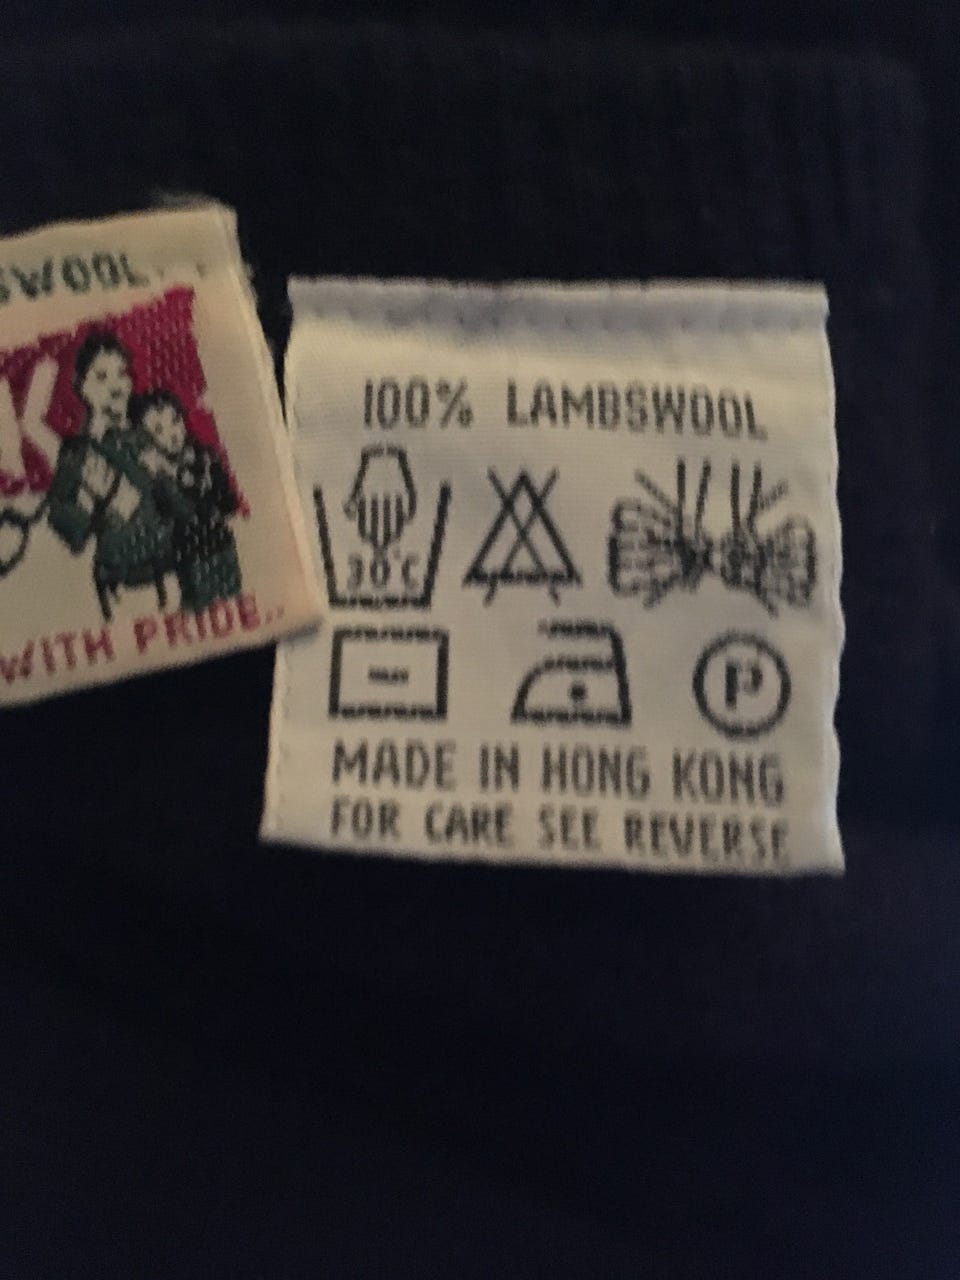 SWOOL
K
WITH PRIDE..
100% LAMBSWOOL
30°C
P
MADE IN HONG KONG
FOR CARE SEE REVERSE